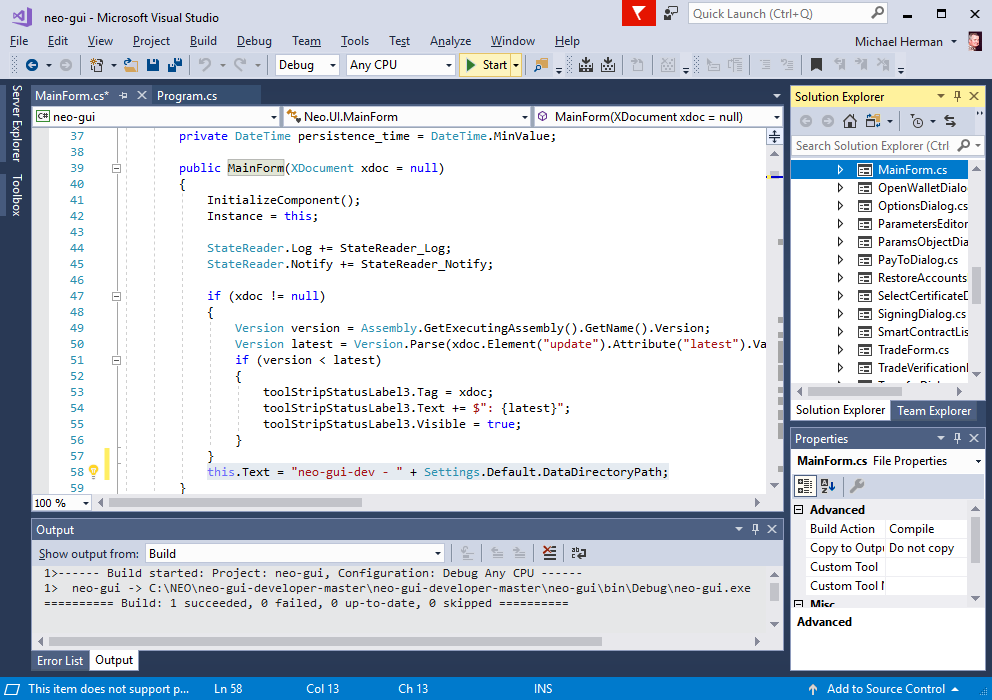 neo-gui - Microsoft Visual Studio
Quick Launch (Ctrl+Q)
File Edit View Project Build Debug Team Tools Test Analyze Window Help
Michael Herman
Debug Any CPU Start
Server Explorer
Toolbox
MainForm.cs* Program.cs
C# neo-gui Neo.UI.MainForm MainForm(XDocument xdoc = null)
37 private DateTime persistence_time = DateTime.MinValue;
38
39 public MainForm(XDocument xdoc = null)
40 {
41 InitializeComponent();
42 Instance = this;
43
44 StateReader.Log += StateReader_Log;
45 StateReader.Notify += StateReader_Notify;
46
47 if (xdoc != null)
48 {
49 Version version = Assembly.GetExecutingAssembly().GetName().Version;
50 Version latest = Version.Parse(xdoc.Element("update").Attribute("latest").Va
51 if (version < latest)
52 {
53 toolStripStatusLabel3.Tag = xdoc;
54 toolStripStatusLabel3.Text += $": {latest}";
55 toolStripStatusLabel3.Visible = true;
56 }
57 }
58 this.Text = "neo-gui-dev - " + Settings.Default.DataDirectoryPath;
59 }
100 %
Output
Show output from: Build
1>------ Build started: Project: neo-gui, Configuration: Debug Any CPU ------
1> neo-gui -> C:\NEO\neo-gui-developer-master\neo-gui-developer-master\neo-gui\bin\Debug\neo-gui.exe
========== Build: 1 succeeded, 0 failed, 0 up-to-date, 0 skipped ==========
Error List Output
Solution Explorer
Search Solution Explorer (Ctrl
MainForm.cs
OpenWalletDialo
OptionsDialog.cs
ParametersEditor
ParamsObjectDia
PayToDialog.cs
RestoreAccounts
SelectCertificateD
SigningDialog.cs
SmartContractLis
TradeForm.cs
TradeVerificationI
Solution Explorer Team Explorer
Properties
MainForm.cs File Properties
Advanced
Build Action Compile
Copy to Outpu Do not copy
Custom Tool
Custom Tool N
Misc
Advanced
This item does not support p... Ln 58 Col 13 Ch 13 INS Add to Source Control